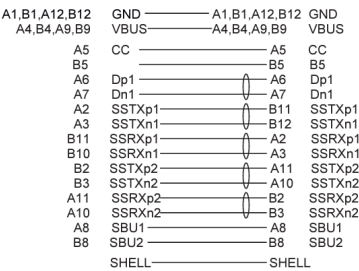 A1,B1,A12,B12 GND A1,B1,A12,B12 GND
A4,B4,A9,B9 VBUS A4,B4,A9,B9 VBUS
A5 CC A5 CC
B5 B5 B5
A6 Dp1 A6 Dp1
A7 Dn1 A7 Dn1
A2 SSTXp1 B11 SSTXp1
A3 SSTXn1 B12 SSTXn1
B11 SSRXp1 A2 SSRXp1
B10 SSRXn1 A3 SSRXn1
B2 SSTXp2 A11 SSTXp2
B3 SSTXn2 A10 SSTXn2
A11 SSRXp2 B2 SSRXp2
A10 SSRXn2 B3 SSRXn2
A8 SBU1 A8 SBU1
B8 SBU2 B8 SBU2
SHELL SHELL